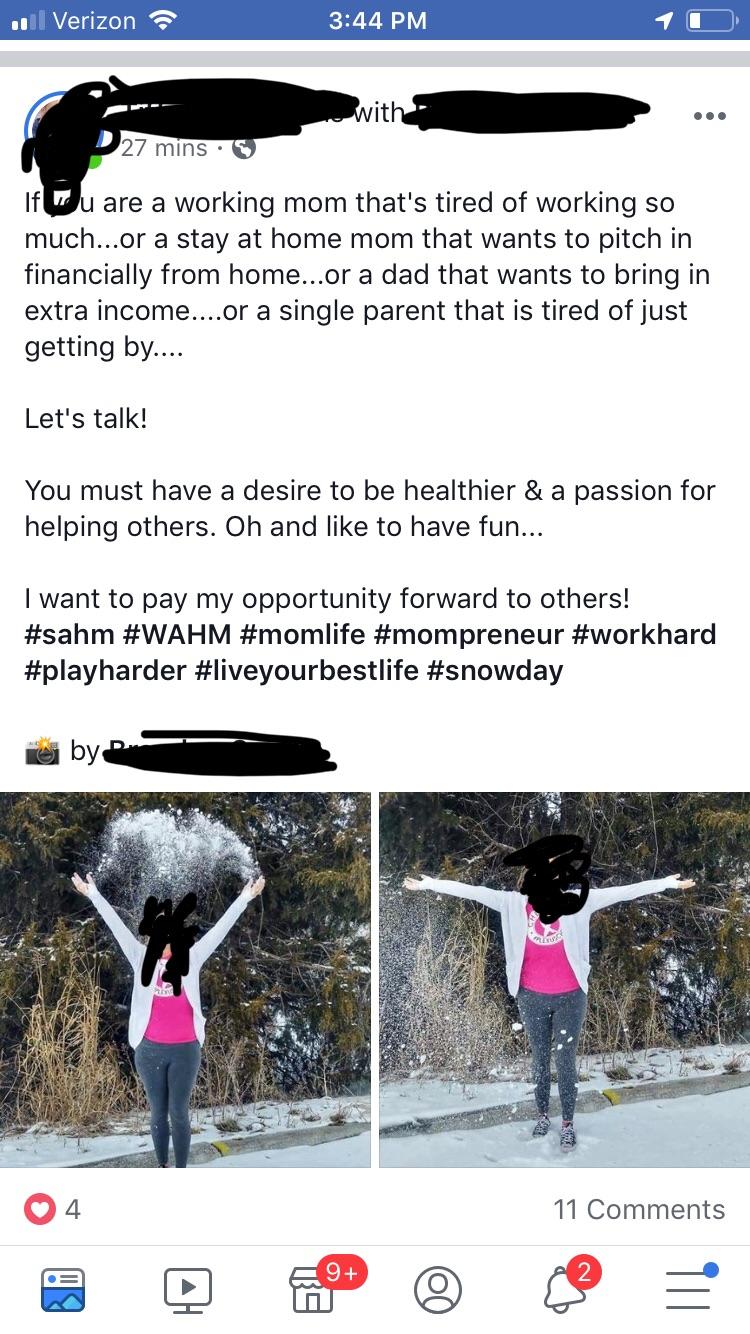 Verizon 3:44 PM
with
27 mins ·
If you are a working mom that's tired of working so
much...or a stay at home mom that wants to pitch in
financially from home...or a dad that wants to bring in
extra income....or a single parent that is tired of just
getting by....
Let's talk!
You must have a desire to be healthier & a passion for
helping others. Oh and like to have fun...
I want to pay my opportunity forward to others!
#sahm #WAHM #momlife #mompreneur #workhard
#playharder #liveyourbestlife #snowday
by
4
11 Comments
9+
2